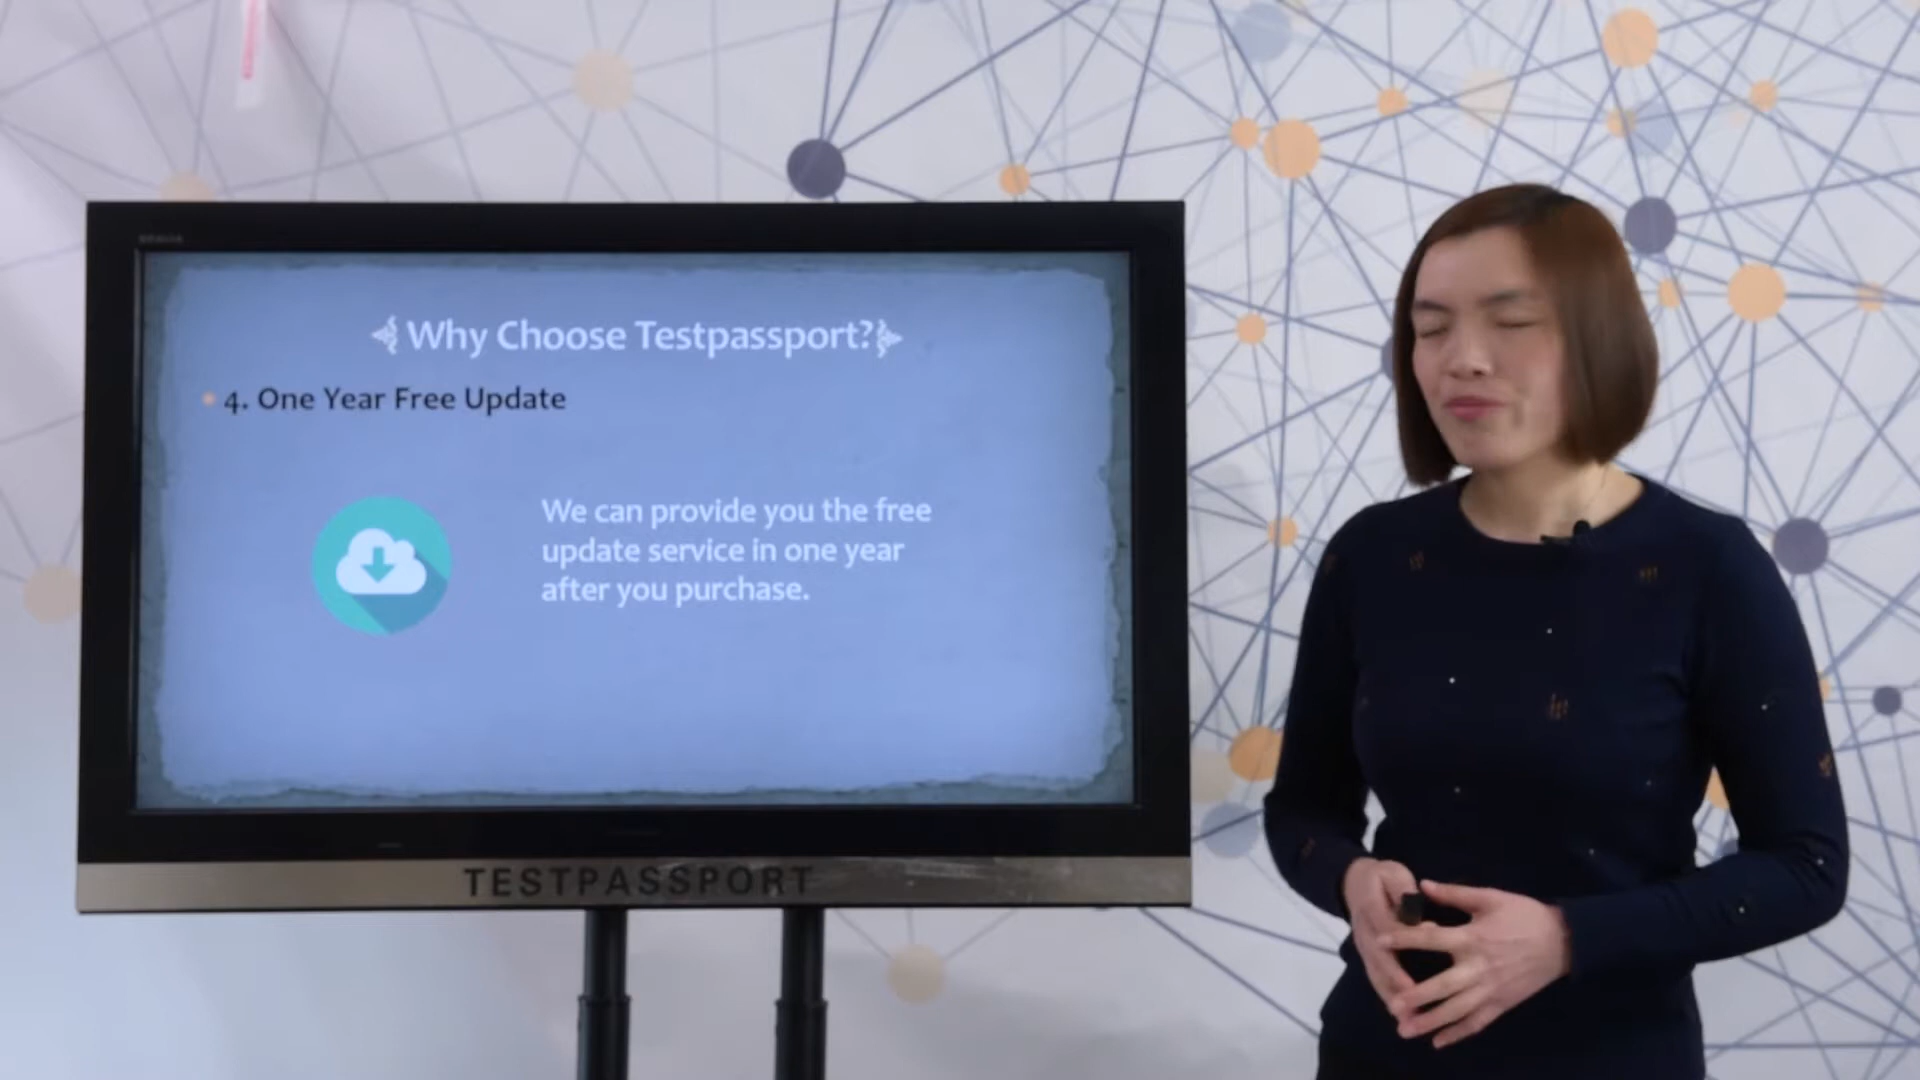 Why Choose Testpassport?
4. One Year Free Update
We can provide you the free
update service in one year
after you purchase.
TESTPASSPORT